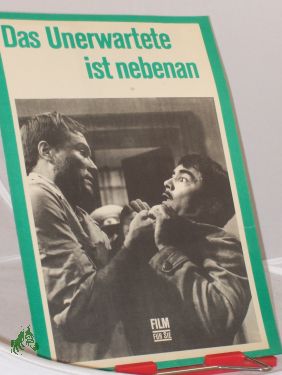 Das Unerwartete
ist nebenan
FILM
FÜR SIE